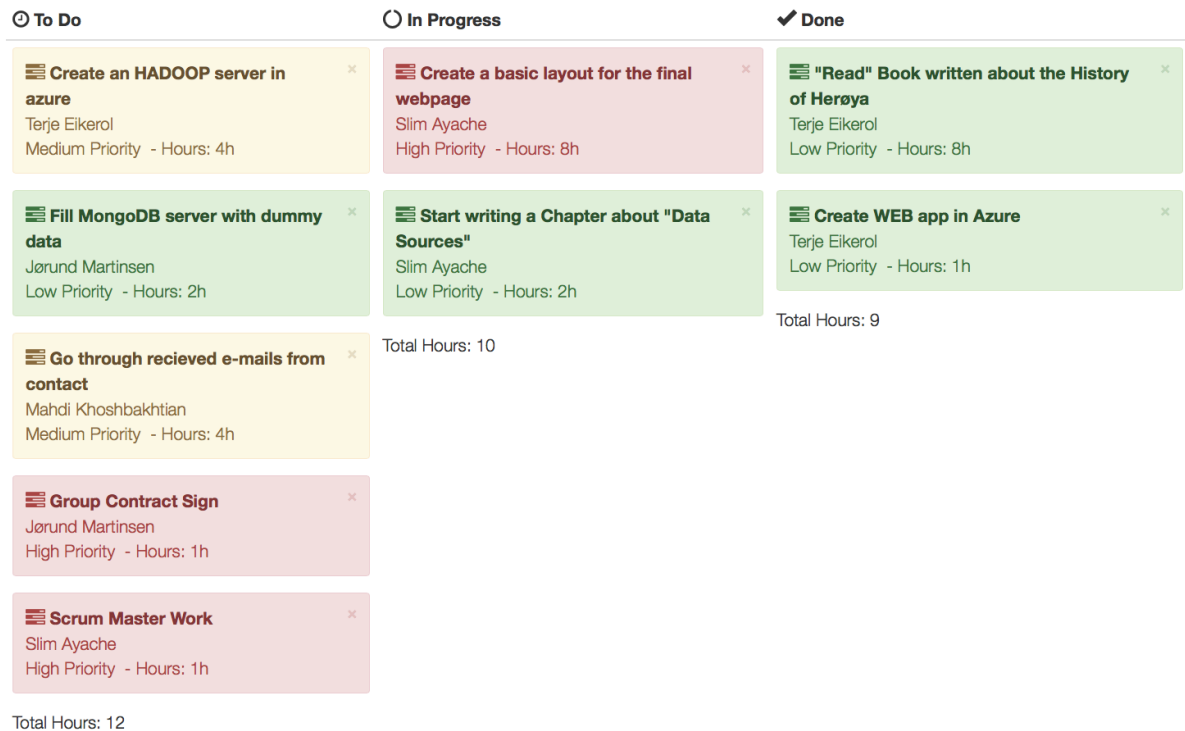 To Do
Create an HADOOP server in
azure
Terje Eikerol
Medium Priority - Hours: 4h
Fill MongoDB server with dummy
data
Jørund Martinsen
Low Priority - Hours: 2h
Go through recieved e-mails from
contact
Mahdi Khoshbakhtian
Medium Priority - Hours: 4h
Group Contract Sign
Jørund Martinsen
High Priority - Hours: 1h
Scrum Master Work
Slim Ayache
High Priority - Hours: 1h
Total Hours: 12
In Progress
Create a basic layout for the final
webpage
Slim Ayache
High Priority - Hours: 8h
Start writing a Chapter about "Data
Sources"
Slim Ayache
Low Priority - Hours: 2h
Total Hours: 10
Done
"Read" Book written about the History
of Herøya
Terje Eikerol
Low Priority - Hours: 8h
Create WEB app in Azure
Terje Eikerol
Low Priority - Hours: 1h
Total Hours: 9